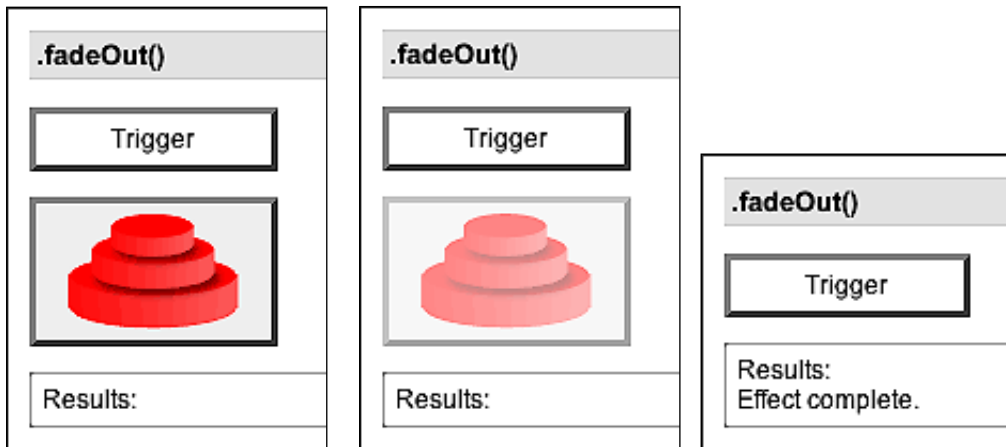 .fadeOut()
Trigger
Results:
.fadeOut()
Trigger
Results:
.fadeOut()
Trigger
Results:
Effect complete.